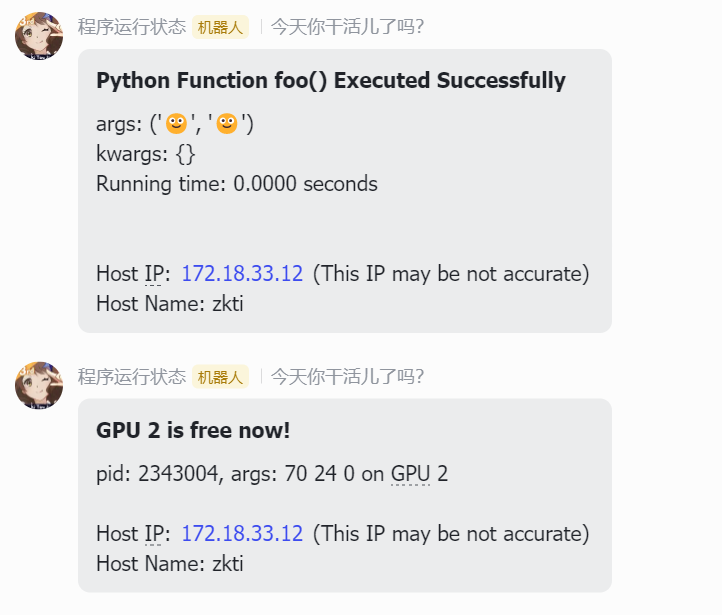 程序运行状态 机器人 今天你干活儿了吗?
Python Function foo() Executed Successfully
args: ('🙂', '🙂')
kwargs: {}
Running time: 0.0000 seconds
Host IP: 172.18.33.12 (This IP may be not accurate)
Host Name: zkti
程序运行状态 机器人 今天你干活儿了吗?
GPU 2 is free now!
pid: 2343004, args: 70 24 0 on GPU 2
Host IP: 172.18.33.12 (This IP may be not accurate)
Host Name: zkti